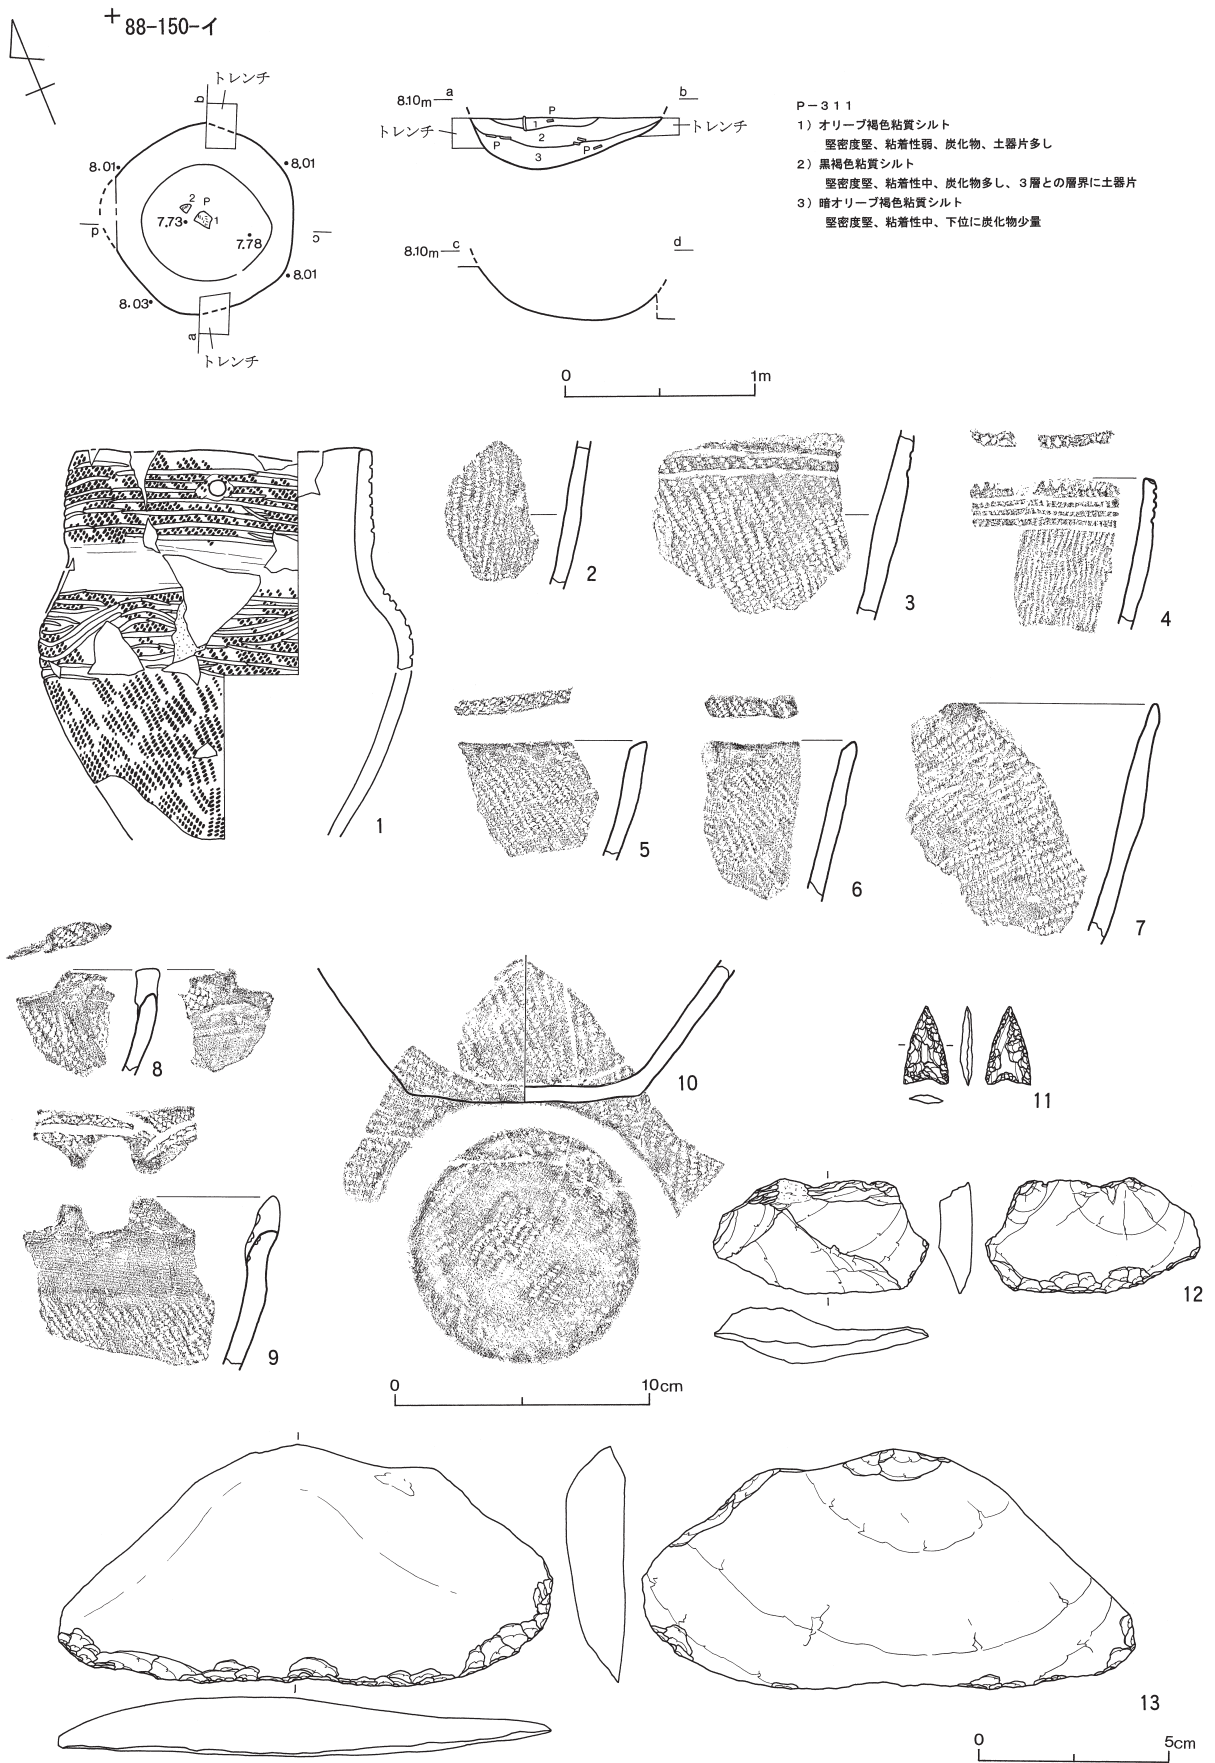 88-150-イ
トレンチ
b
8.01
8.01
2 P
1
7.73
7.78
d
c
8.01
8.03
a
トレンチ
8.10m a b
トレンチ P トレンチ
1
2
P P
3
8.10m c d
P-311
1)オリーブ褐色粘質シルト
堅密度堅、粘着性弱、炭化物、土器片多し
2)黒褐色粘質シルト
堅密度堅、粘着性中、炭化物多し、3層との層界に土器片
3)暗オリーブ褐色粘質シルト
堅密度堅、粘着性中、下位に炭化物少量
0 1m
1
2
3
4
5
6
7
8
9
10
11
12
0 10cm
13
0 5cm